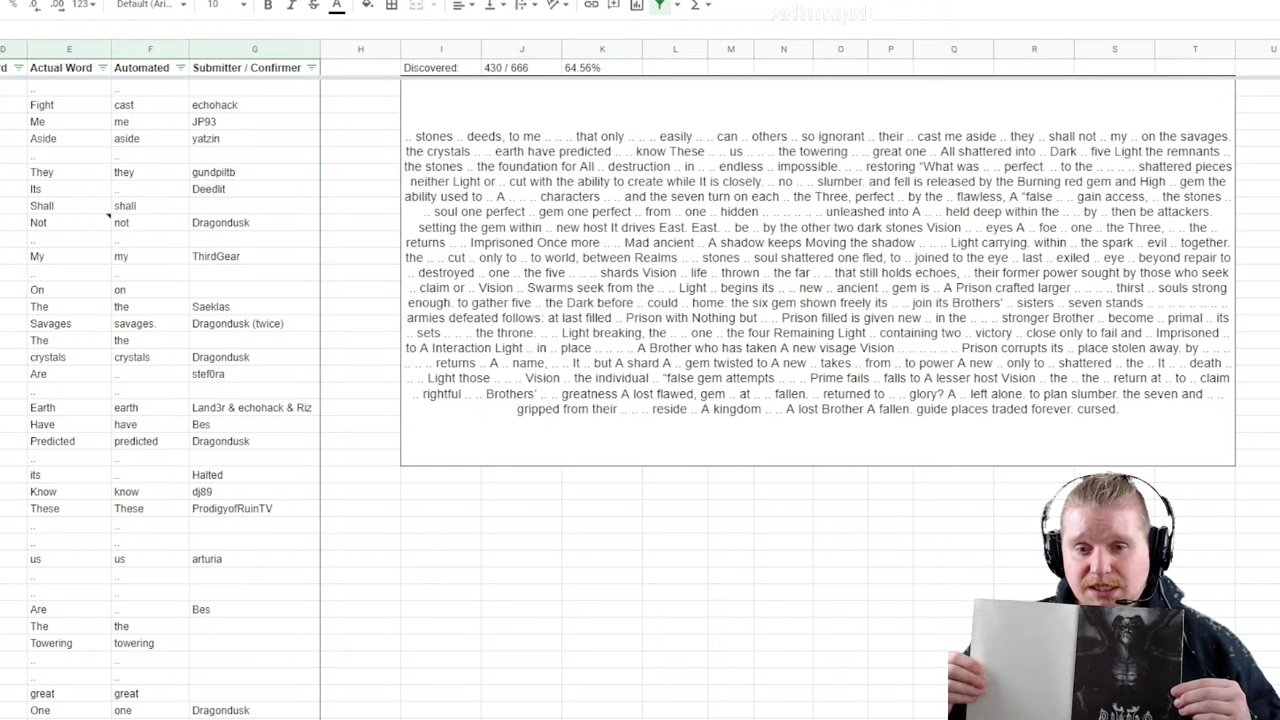 % .0 .00 123 Default (Ari... 10 B I S A
D E F G H I J K L M N O P Q R S T U
Actual Word Automated Submitter / Confirmer Discovered: 430 / 666 64.56%
.. ..
Fight cast echohack
Me me JP93
Aside aside yatzin
.. ..
They they gundpiltb
Its .. Deedlit
Shall shall
Not not Dragondusk
.. ..
My my ThirdGear
.. ..
On on
The the Saeklas
Savages savages. Dragondusk (twice)
The the
crystals crystals Dragondusk
Are .. stef0ra
.. ..
Earth earth Land3r & echohack & Riz
Have have Bes
Predicted predicted Dragondusk
.. ..
its .. Halted
Know know dj89
These These ProdigyofRuinTV
.. ..
.. ..
us us arturia
.. ..
.. ..
Are .. Bes
The the
Towering towering
.. ..
.. ..
great great
One one Dragondusk
.. stones .. deeds, to me .. .. .. that only .. .. .. easily .. .. can .. others .. so ignorant .. their .. cast me aside .. they .. shall not .. my .. on the savages.
the crystals .. .. earth have predicted .. .. know These .. .. us .. .. .. the towering .. .. great one .. All shattered into .. Dark .. five Light the remnants ..
the stones .. the foundation for All .. destruction .. in .. endless .. impossible. .. .. restoring "What was .. .. perfect .. to the .. .. .. shattered pieces
neither Light or .. cut with the ability to create while It is closely. .. no .. .. slumber. and fell is released by the Burning red gem and High .. gem the
ability used to .. A .. .. characters .. .. and the seven turn on each .. the Three, perfect .. by the .. flawless, A "false .. .. gain access, .. the stones
.. .. soul one perfect .. gem one perfect .. from .. one .. hidden .. .. .. .. .. .. unleashed into A .. .. held deep within the .. .. by .. then be attackers.
setting the gem within .. new host It drives East. East. .. be .. by the other two dark stones Vision .. .. eyes A .. foe .. one .. the Three, .. .. the ..
returns .. .. Imprisoned Once more .. .. Mad ancient .. A shadow keeps Moving the shadow .. .. .. Light carrying. within .. the spark .. evil .. together.
the .. .. cut .. only to .. to world, between Realms .. .. stones .. soul shattered one fled, to .. joined to the eye .. last .. exiled .. eye .. beyond repair to
.. destroyed .. one .. the five .. .. .. shards Vision .. life .. thrown .. the far .. .. that still holds echoes, .. their former power sought by those who seek
.. claim or .. Vision .. Swarms seek from the .. .. Light .. begins its .. .. new .. ancient .. gem is .. A Prison crafted larger .. .. .. .. thirst .. souls strong
enough. to gather five .. the Dark before .. could .. home. the six gem shown freely its .. .. join its Brothers' .. sisters .. seven stands .. .. .. .. .. .. .. ..
armies defeated follows: at last filled .. Prison with Nothing but .. .. Prison filled is given new .. in the .. .. stronger Brother .. become .. primal .. its
.. sets .. .. .. the throne. .. .. Light breaking, the .. .. one .. the four Remaining Light .. containing two .. victory .. close only to fail and .. Imprisoned ..
to A Interaction Light .. in .. place .. .. .. .. A Brother who has taken A new visage Vision .. .. .. .. .. .. Prison corrupts its .. place stolen away. by .. ..
.. .. .. returns .. A .. name, .. It .. but A shard A .. gem twisted to A new .. takes .. from .. to power A new .. only to .. shattered .. the .. It .. death ..
.. Light those .. .. .. Vision .. the individual .. "false gem attempts .. .. Prime fails .. falls to A lesser host Vision .. the .. the return at .. to .. claim
.. rightful .. .. Brothers' .. .. greatness A lost flawed, gem .. at .. fallen. .. returned to .. .. glory? A .. left alone. to plan slumber. the seven and .. ..
gripped from their .. .. .. reside .. A kingdom .. .. A lost Brother A fallen. guide places traded forever. cursed.